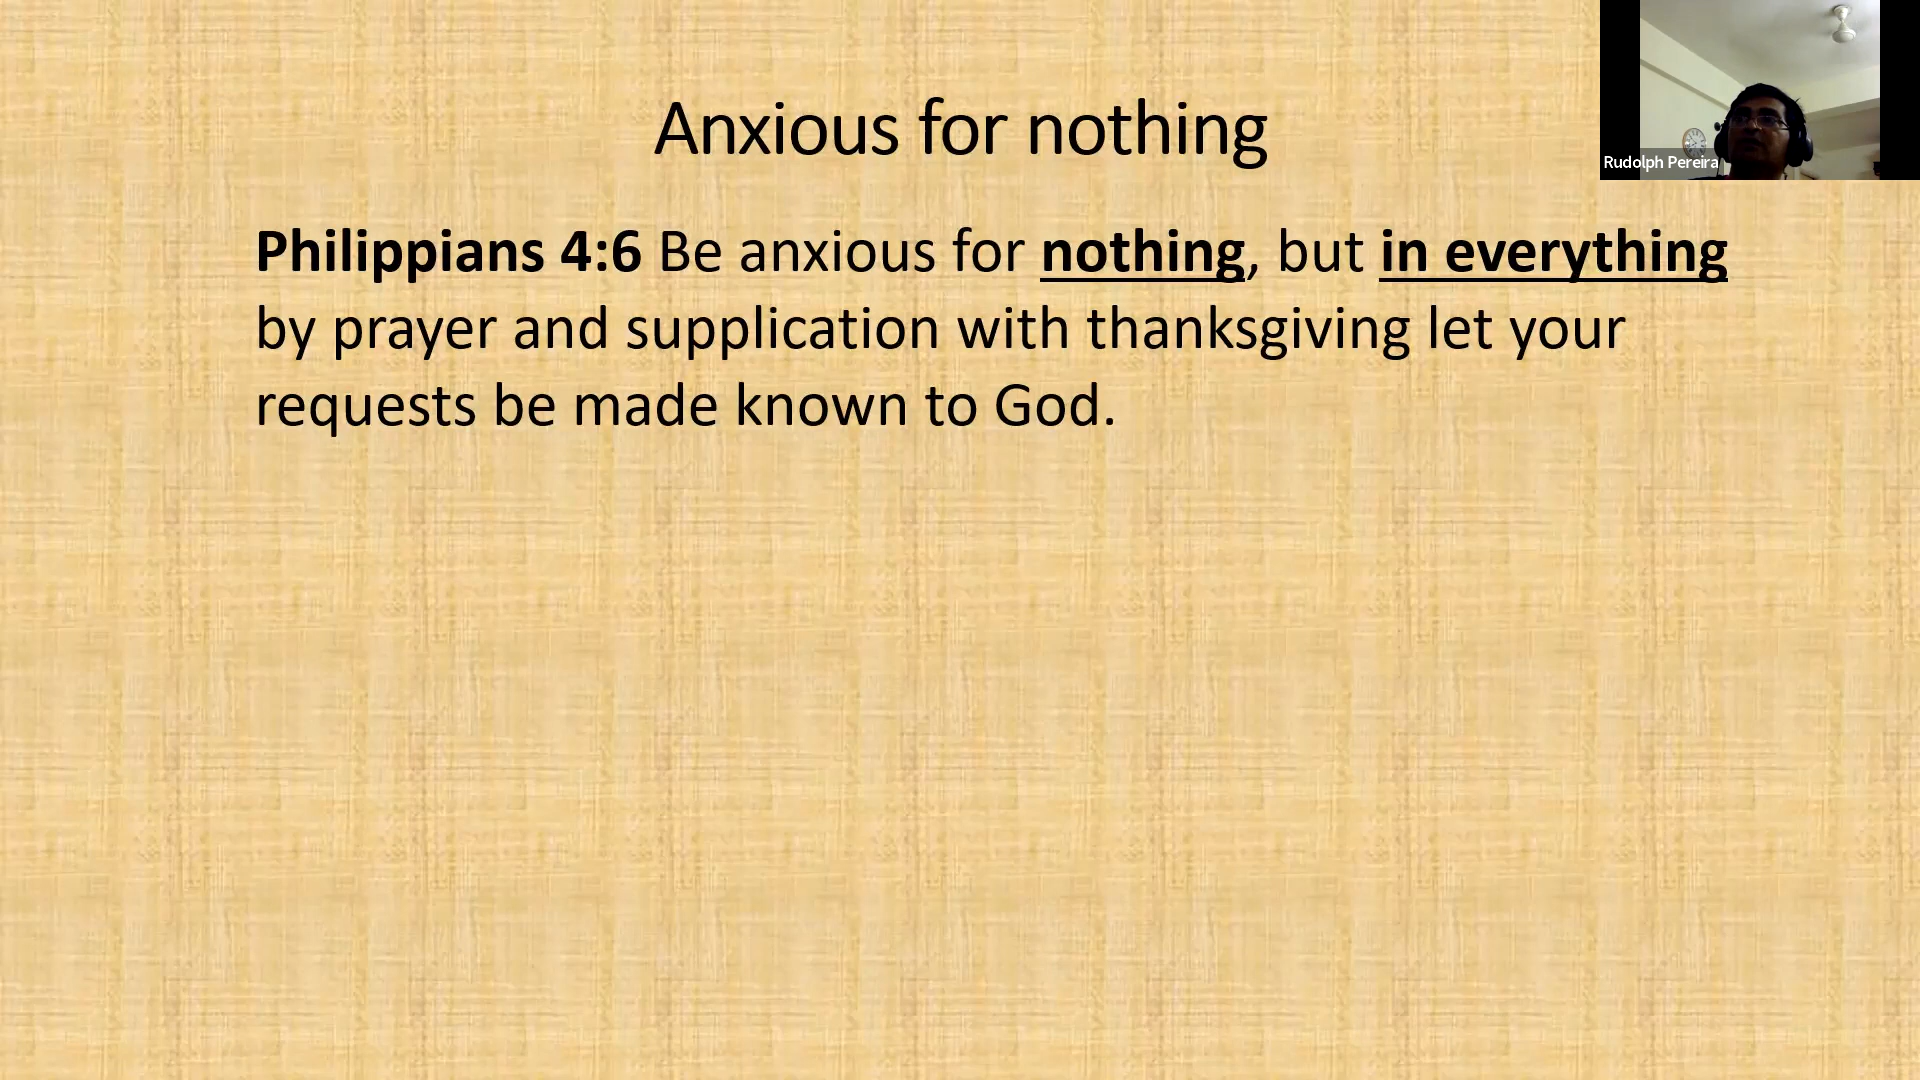 Anxious for nothing
Rudolph Pereira
Philippians 4:6 Be anxious for nothing, but in everything
by prayer and supplication with thanksgiving let your
requests be made known to God.